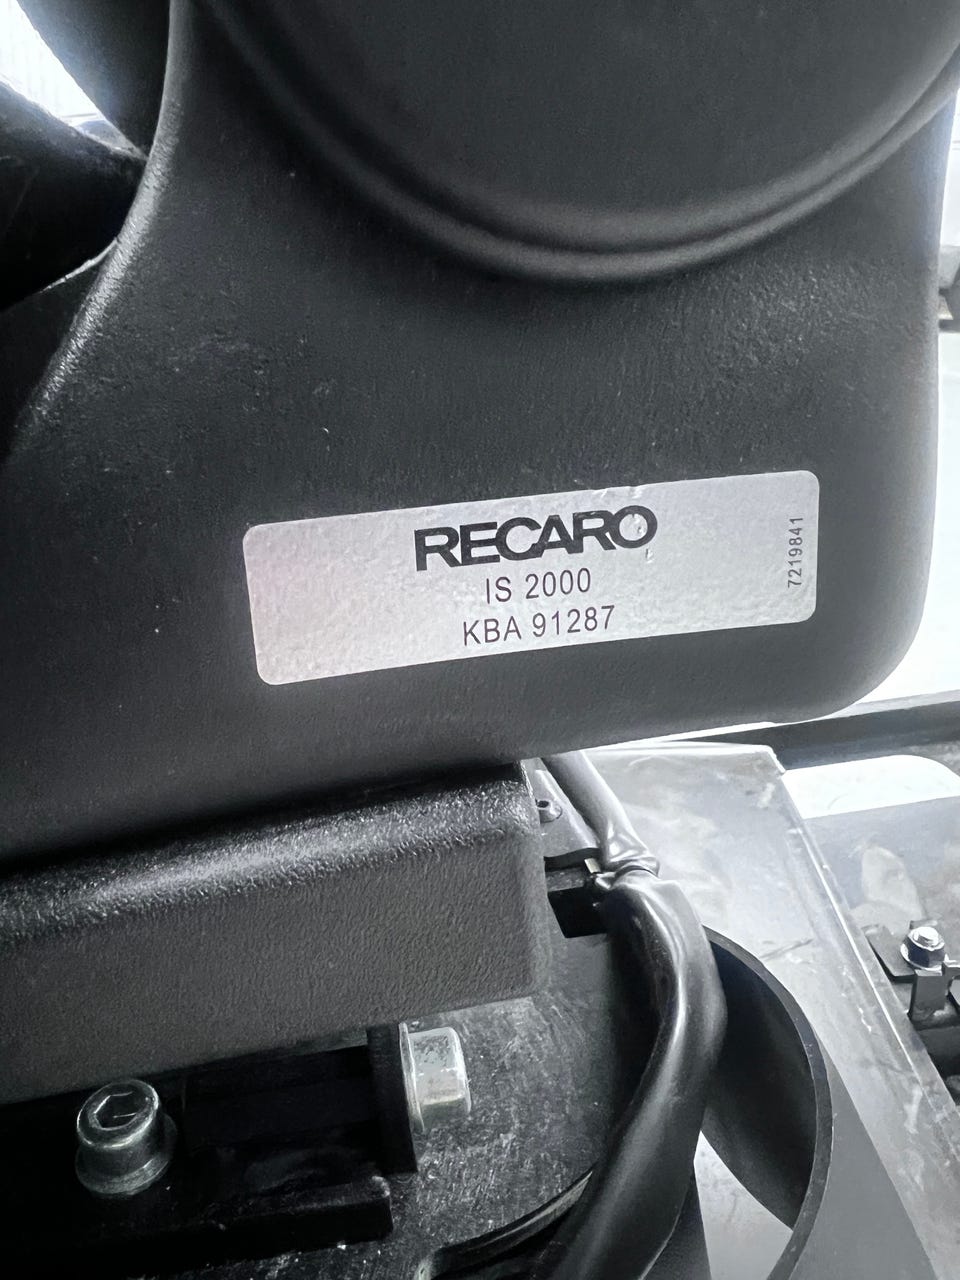 RECARO
IS 2000
KBA 91287
7219841